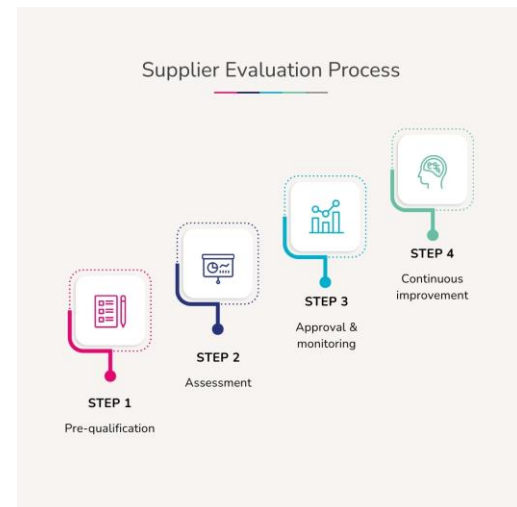 Supplier Evaluation Process
STEP 1
Pre-qualification
STEP 2
Assessment
STEP 3
Approval &
monitoring
STEP 4
Continuous
improvement